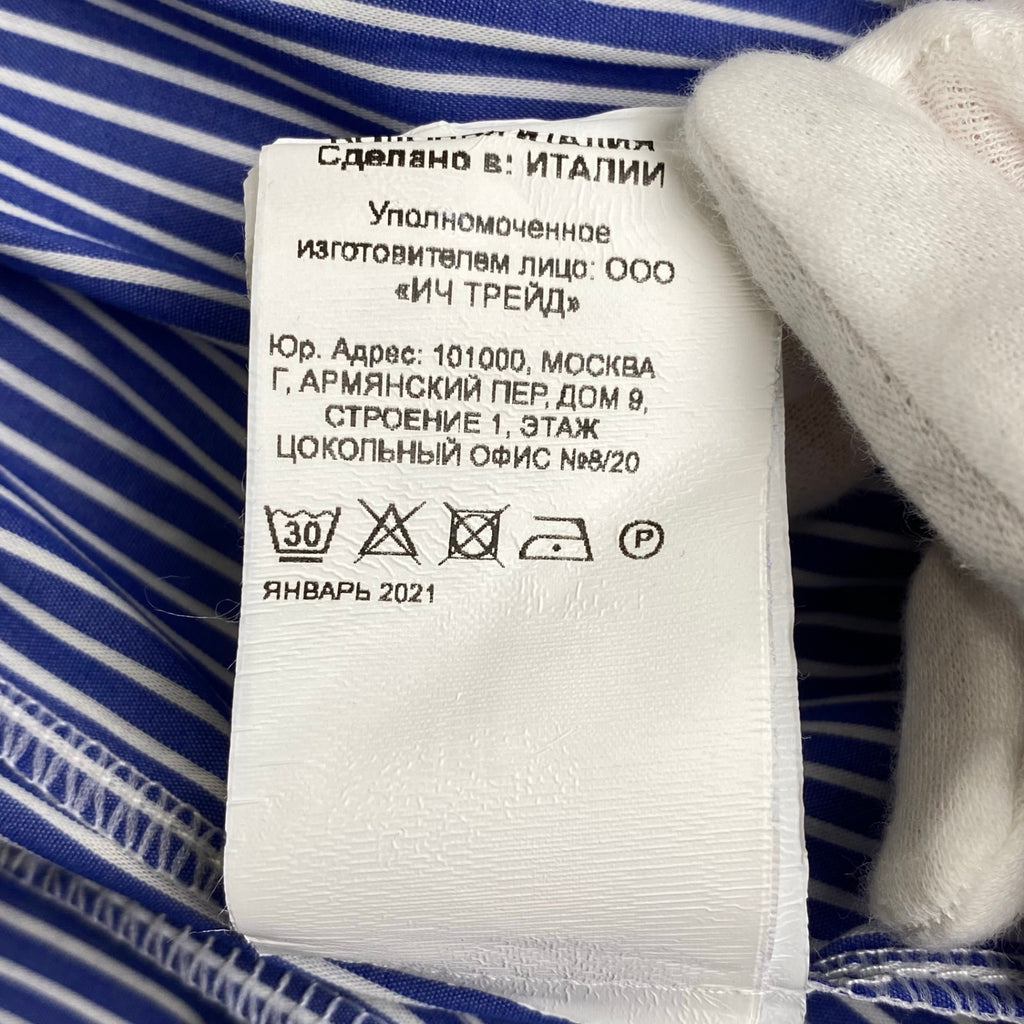 ИТАЛИЯ
Сделано в: ИТАЛИИ
Уполномоченное
изготовителем лицо: ООО
«ИЧ ТРЕЙД»
Юр. Адрес: 101000, МОСКВА
Г, АРМЯНСКИЙ ПЕР, ДОМ 9,
СТРОЕНИЕ 1, ЭТАЖ
ЦОКОЛЬНЫЙ ОФИС №8/20
30 P
ЯНВАРЬ 2021